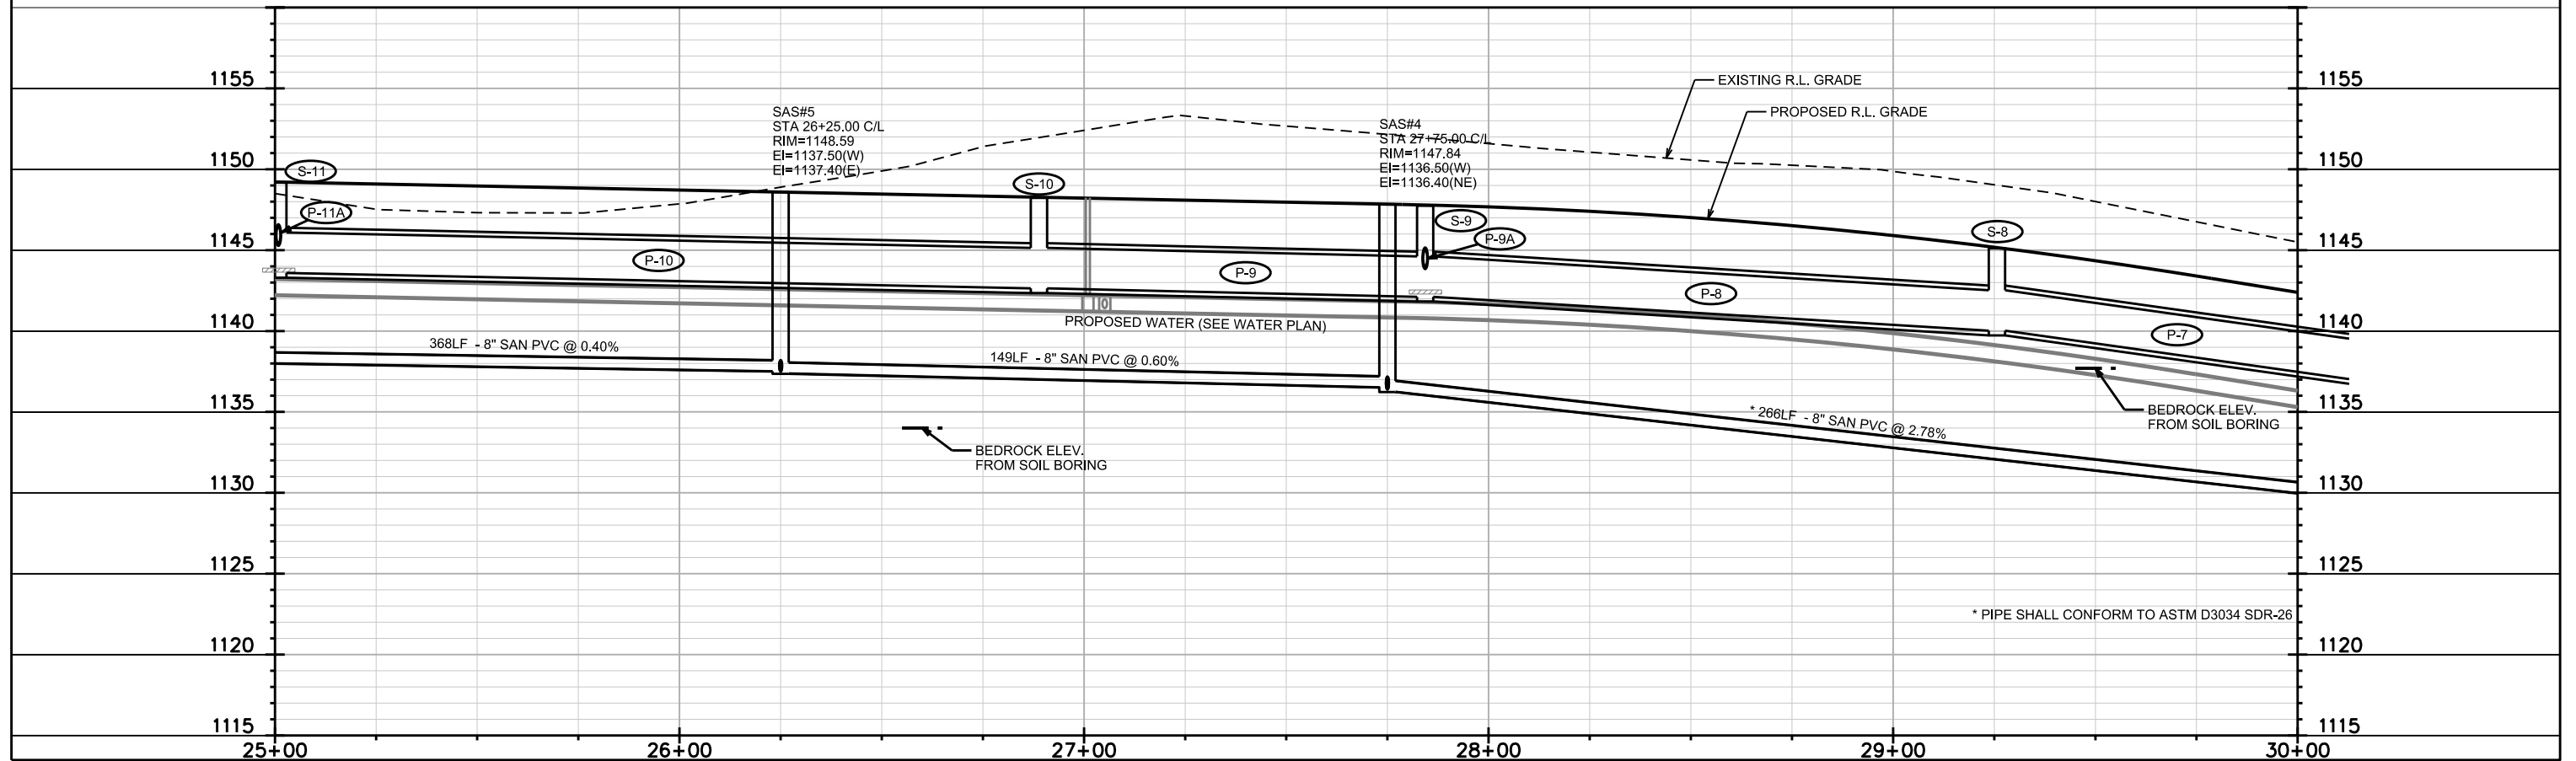 1155
1150
1145
1140
1135
1130
1125
1120
1115
1155
1150
1145
1140
1135
1130
1125
1120
1115
25+00
26+00
27+00
28+00
29+00
30+00
EXISTING R.L. GRADE
PROPOSED R.L. GRADE
SAS#5
STA 26+25.00 C/L
RIM=1148.59
EI=1137.50(W)
EI=1137.40(E)
SAS#4
STA 27+75.00 C/L
RIM=1147.84
EI=1136.50(W)
EI=1136.40(NE)
S-11
P-11A
S-10
S-9
P-9A
S-8
P-10
P-9
P-8
P-7
PROPOSED WATER (SEE WATER PLAN)
368LF - 8" SAN PVC @ 0.40%
149LF - 8" SAN PVC @ 0.60%
* 266LF - 8" SAN PVC @ 2.78%
BEDROCK ELEV.
FROM SOIL BORING
BEDROCK ELEV.
FROM SOIL BORING
* PIPE SHALL CONFORM TO ASTM D3034 SDR-26